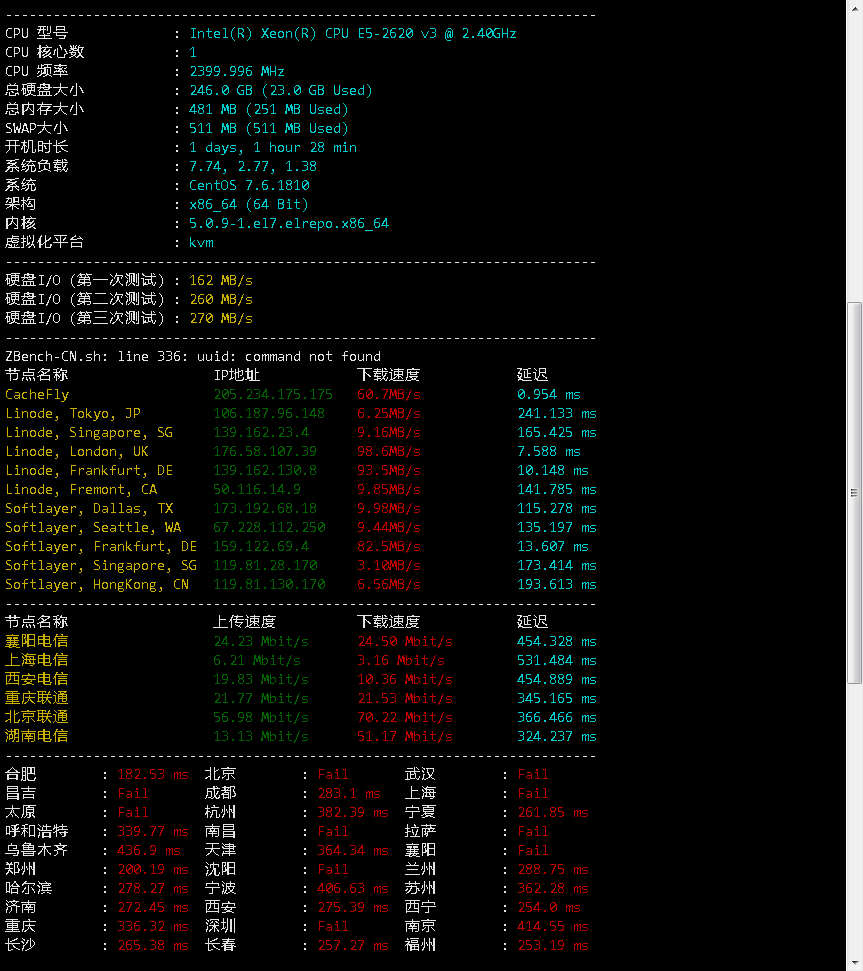 CPU 型号 : Intel(R) Xeon(R) CPU E5-2620 v3 @ 2.40GHz
CPU 核心数 : 1
CPU 频率 : 2399.996 MHz
总硬盘大小 : 246.0 GB (23.0 GB Used)
总内存大小 : 481 MB (251 MB Used)
SWAP大小 : 511 MB (511 MB Used)
开机时长 : 1 days, 1 hour 28 min
系统负载 : 7.74, 2.77, 1.38
系统 : CentOS 7.6.1810
架构 : x86_64 (64 Bit)
内核 : 5.0.9-1.el7.elrepo.x86_64
虚拟化平台 : kvm
硬盘I/O (第一次测试) : 162 MB/s
硬盘I/O (第二次测试) : 260 MB/s
硬盘I/O (第三次测试) : 270 MB/s
ZBench-CN.sh: line 336: uuid: command not found
节点名称 IP地址 下载速度 延迟
CacheFly 205.234.175.175 60.7MB/s 0.954 ms
Linode, Tokyo, JP 106.187.96.148 6.25MB/s 241.133 ms
Linode, Singapore, SG 139.162.23.4 9.16MB/s 165.425 ms
Linode, London, UK 176.58.107.39 98.6MB/s 7.588 ms
Linode, Frankfurt, DE 139.162.130.8 93.5MB/s 10.148 ms
Linode, Fremont, CA 50.116.14.9 9.85MB/s 141.785 ms
Softlayer, Dallas, TX 173.192.68.18 9.98MB/s 115.278 ms
Softlayer, Seattle, WA 67.228.112.250 9.44MB/s 135.197 ms
Softlayer, Frankfurt, DE 159.122.69.4 82.5MB/s 13.607 ms
Softlayer, Singapore, SG 119.81.28.170 3.10MB/s 173.414 ms
Softlayer, HongKong, CN 119.81.130.170 6.56MB/s 193.613 ms
节点名称 上传速度 下载速度 延迟
襄阳电信 24.23 Mbit/s 24.50 Mbit/s 454.328 ms
上海电信 6.21 Mbit/s 3.16 Mbit/s 531.484 ms
西安电信 19.83 Mbit/s 10.36 Mbit/s 454.889 ms
重庆联通 21.77 Mbit/s 21.53 Mbit/s 345.165 ms
北京联通 56.98 Mbit/s 70.22 Mbit/s 366.466 ms
湖南电信 13.13 Mbit/s 51.17 Mbit/s 324.237 ms
合肥 : 182.53 ms 北京 : Fail 武汉 : Fail
昌吉 : Fail 成都 : 283.1 ms 上海 : Fail
太原 : Fail 杭州 : 382.39 ms 宁夏 : 261.85 ms
呼和浩特 : 339.77 ms 南昌 : Fail 拉萨 : Fail
乌鲁木齐 : 436.9 ms 天津 : 364.34 ms 襄阳 : Fail
郑州 : 200.19 ms 沈阳 : Fail 兰州 : 288.75 ms
哈尔滨 : 278.27 ms 宁波 : 406.63 ms 苏州 : 362.28 ms
济南 : 272.45 ms 西安 : 275.39 ms 西宁 : 254.0 ms
重庆 : 336.32 ms 深圳 : Fail 南京 : 414.55 ms
长沙 : 265.38 ms 长春 : 257.27 ms 福州 : 253.19 ms